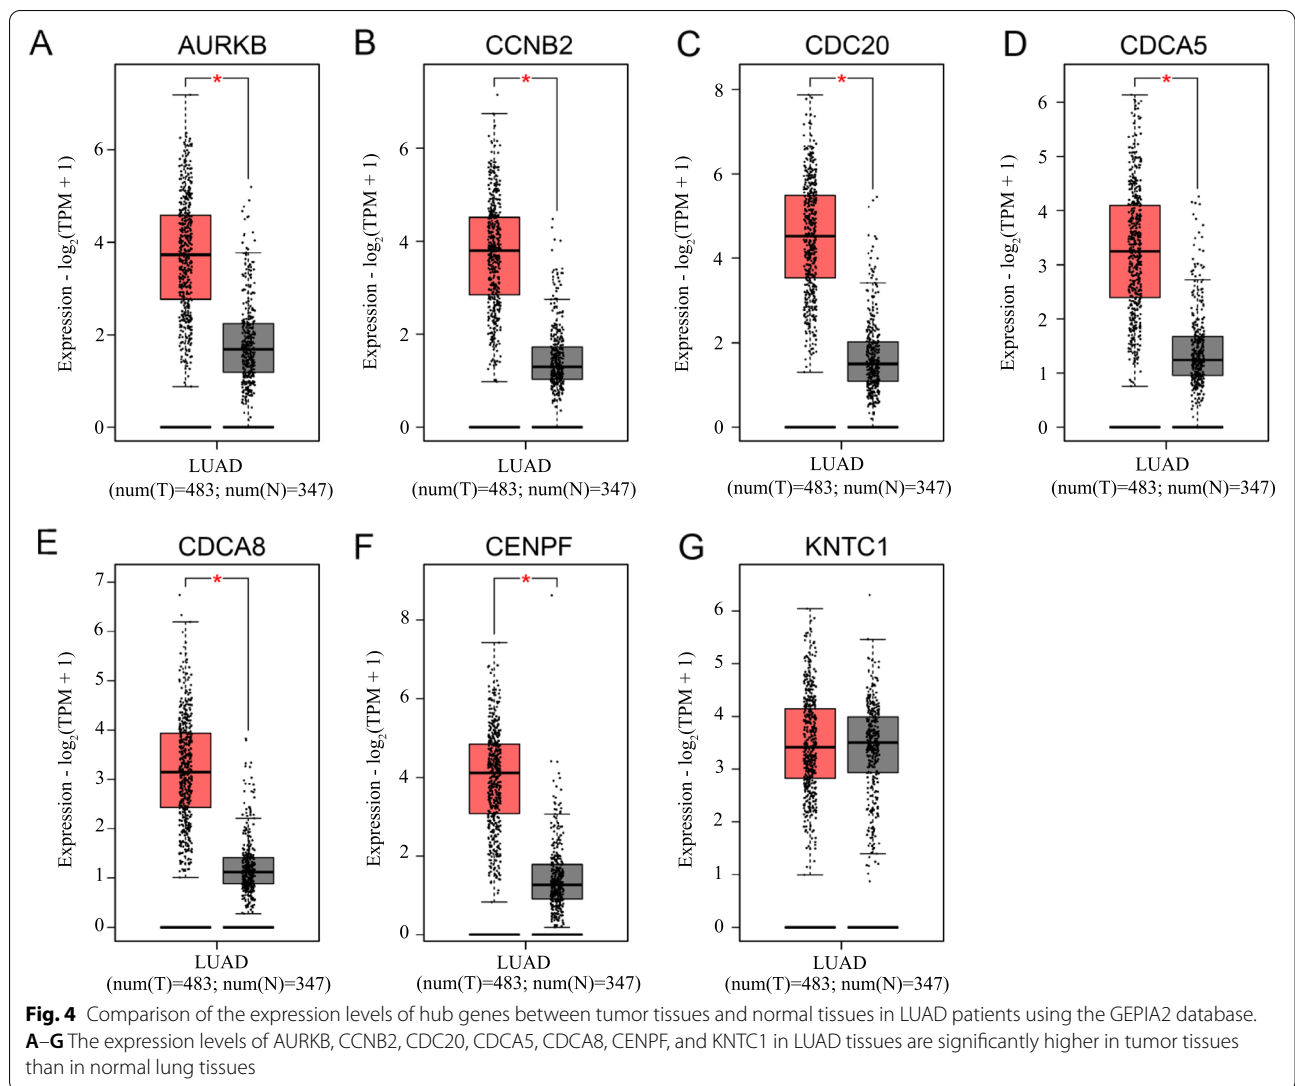 A AURKB
Expression - log2(TPM + 1)
6
4
2
0
*
LUAD
(num(T)=483; num(N)=347)
B CCNB2
Expression - log2(TPM + 1)
6
4
2
0
*
LUAD
(num(T)=483; num(N)=347)
C CDC20
Expression - log2(TPM + 1)
8
6
4
2
0
*
LUAD
(num(T)=483; num(N)=347)
D CDCA5
Expression - log2(TPM + 1)
6
5
4
3
2
1
0
*
LUAD
(num(T)=483; num(N)=347)
E CDCA8
Expression - log2(TPM + 1)
7
6
5
4
3
2
1
0
*
LUAD
(num(T)=483; num(N)=347)
F CENPF
Expression - log2(TPM + 1)
8
6
4
2
0
*
LUAD
(num(T)=483; num(N)=347)
G KNTC1
Expression - log2(TPM + 1)
6
5
4
3
2
1
0
LUAD
(num(T)=483; num(N)=347)
Fig. 4 Comparison of the expression levels of hub genes between tumor tissues and normal tissues in LUAD patients using the GEPIA2 database.
A–G The expression levels of AURKB, CCNB2, CDC20, CDCA5, CDCA8, CENPF, and KNTC1 in LUAD tissues are significantly higher in tumor tissues
than in normal lung tissues